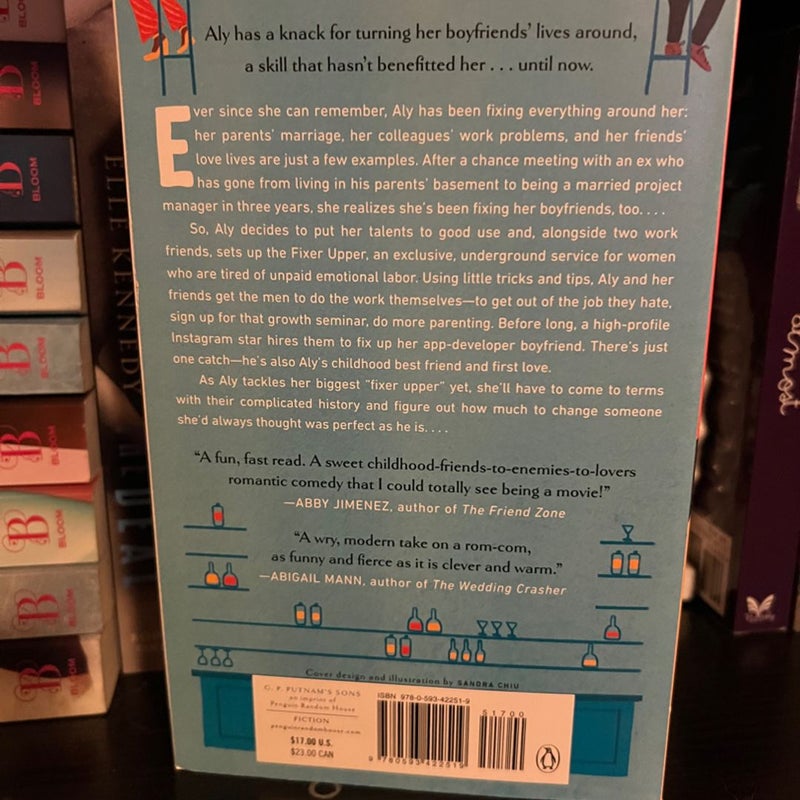 Aly has a knack for turning her boyfriends' lives around,
a skill that hasn't benefitted her . . . until now.
Ever since she can remember, Aly has been fixing everything around her:
her parents' marriage, her colleagues' work problems, and her friends'
love lives are just a few examples. After a chance meeting with an ex who
has gone from living in his parents' basement to being a married project
manager in three years, she realizes she's been fixing her boyfriends, too. . . .
So, Aly decides to put her talents to good use and, alongside two work
friends, sets up the Fixer Upper, an exclusive, underground service for women
who are tired of unpaid emotional labor. Using little tricks and tips, Aly and her
friends get the men to do the work themselves—to get out of the job they hate,
sign up for that growth seminar, do more parenting. Before long, a high-profile
Instagram star hires them to fix up her app-developer boyfriend. There's just
one catch—he's also Aly's childhood best friend and first love.
As Aly tackles her biggest "fixer upper" yet, she'll have to come to terms
with their complicated history and figure out how much to change someone
she'd always thought was perfect as he is. . . .
"A fun, fast read. A sweet childhood-friends-to-enemies-to-lovers
romantic comedy that I could totally see being a movie!"
—ABBY JIMENEZ, author of The Friend Zone
"A wry, modern take on a rom-com,
as funny and fierce as it is clever and warm."
—ABIGAIL MANN, author of The Wedding Crasher
Cover design and illustration by SANDRA CHIU
G. P. PUTNAM'S SONS
an imprint of
Penguin Random House
FICTION
penguinrandomhouse.com
$17.00 U.S.
$23.00 CAN
ISBN 978-0-593-42251-9
51700
9 780593 422519
BLOOM
BLOOM
BLOOM
BLOOM
BLOOM
BLOOM
BLOOM
BLOOM
ELLE KENNEDY
almost